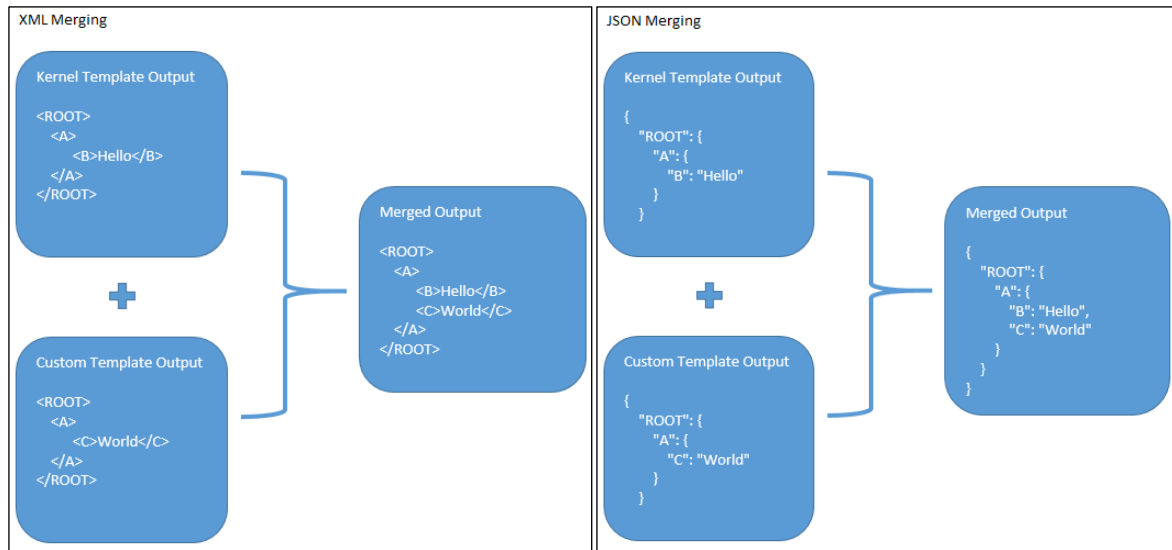 XML Merging
Kernel Template Output
<ROOT>
<A>
<B>Hello</B>
</A>
</ROOT>
Custom Template Output
<ROOT>
<A>
<C>World</C>
</A>
</ROOT>
Merged Output
<ROOT>
<A>
<B>Hello</B>
<C>World</C>
</A>
</ROOT>
JSON Merging
Kernel Template Output
{
"ROOT": {
"A": {
"B": "Hello"
}
}
Custom Template Output
{
"ROOT": {
"A": {
"C": "World"
}
}
Merged Output
{
"ROOT": {
"A": {
"B": "Hello",
"C": "World"
}
}
}